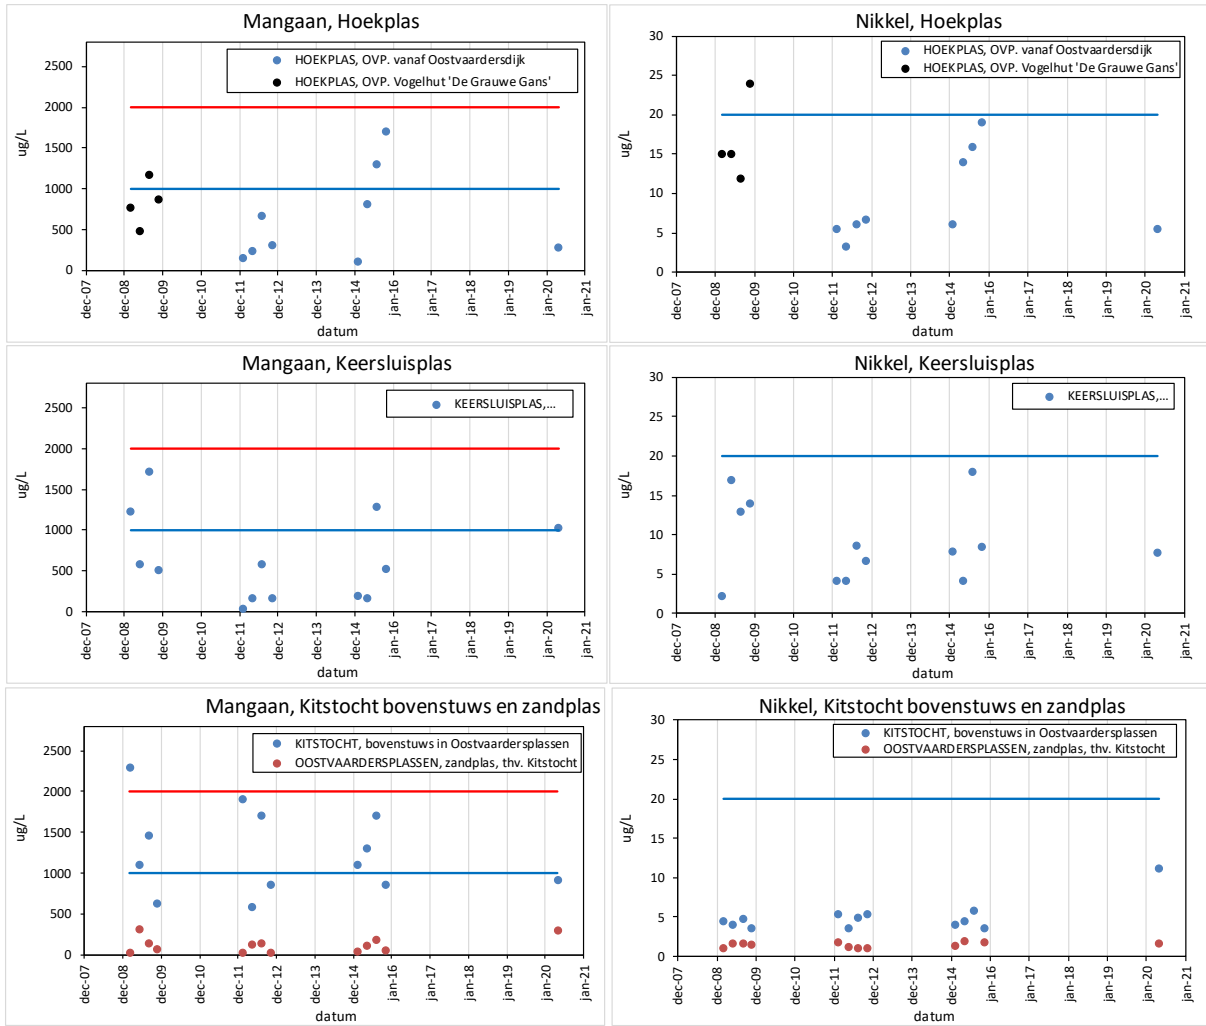 Mangaan, Hoekplas
HOEKPLAS, OVP. vanaf Oostvaardersdijk
HOEKPLAS, OVP. Vogelhut 'De Grauwe Gans'
2500
2000
1500
1000
500
0
ug/L
dec-07
dec-08
dec-09
dec-10
dec-11
dec-12
dec-13
dec-14
jan-16
jan-17
jan-18
jan-19
jan-20
jan-21
datum
Nikkel, Hoekplas
HOEKPLAS, OVP. vanaf Oostvaardersdijk
HOEKPLAS, OVP. Vogelhut 'De Grauwe Gans'
30
25
20
15
10
5
0
ug/L
dec-07
dec-08
dec-09
dec-10
dec-11
dec-12
dec-13
dec-14
jan-16
jan-17
jan-18
jan-19
jan-20
jan-21
datum
Mangaan, Keersluisplas
KEERSLUISPLAS,...
2500
2000
1500
1000
500
0
ug/L
dec-07
dec-08
dec-09
dec-10
dec-11
dec-12
dec-13
dec-14
jan-16
jan-17
jan-18
jan-19
jan-20
jan-21
datum
Nikkel, Keersluisplas
KEERSLUISPLAS,...
30
25
20
15
10
5
0
ug/L
dec-07
dec-08
dec-09
dec-10
dec-11
dec-12
dec-13
dec-14
jan-16
jan-17
jan-18
jan-19
jan-20
jan-21
datum
Mangaan, Kitstocht bovenstuws en zandplas
KITSTOCHT, bovenstuws in Oostvaardersplassen
OOSTVAARDERSPLASSEN, zandplas, thv. Kitstocht
2500
2000
1500
1000
500
0
ug/L
dec-07
dec-08
dec-09
dec-10
dec-11
dec-12
dec-13
dec-14
jan-16
jan-17
jan-18
jan-19
jan-20
jan-21
datum
Nikkel, Kitstocht bovenstuws en zandplas
KITSTOCHT, bovenstuws in Oostvaardersplassen
OOSTVAARDERSPLASSEN, zandplas, thv. Kitstocht
30
25
20
15
10
5
0
ug/L
dec-07
dec-08
dec-09
dec-10
dec-11
dec-12
dec-13
dec-14
jan-16
jan-17
jan-18
jan-19
jan-20
jan-21
datum